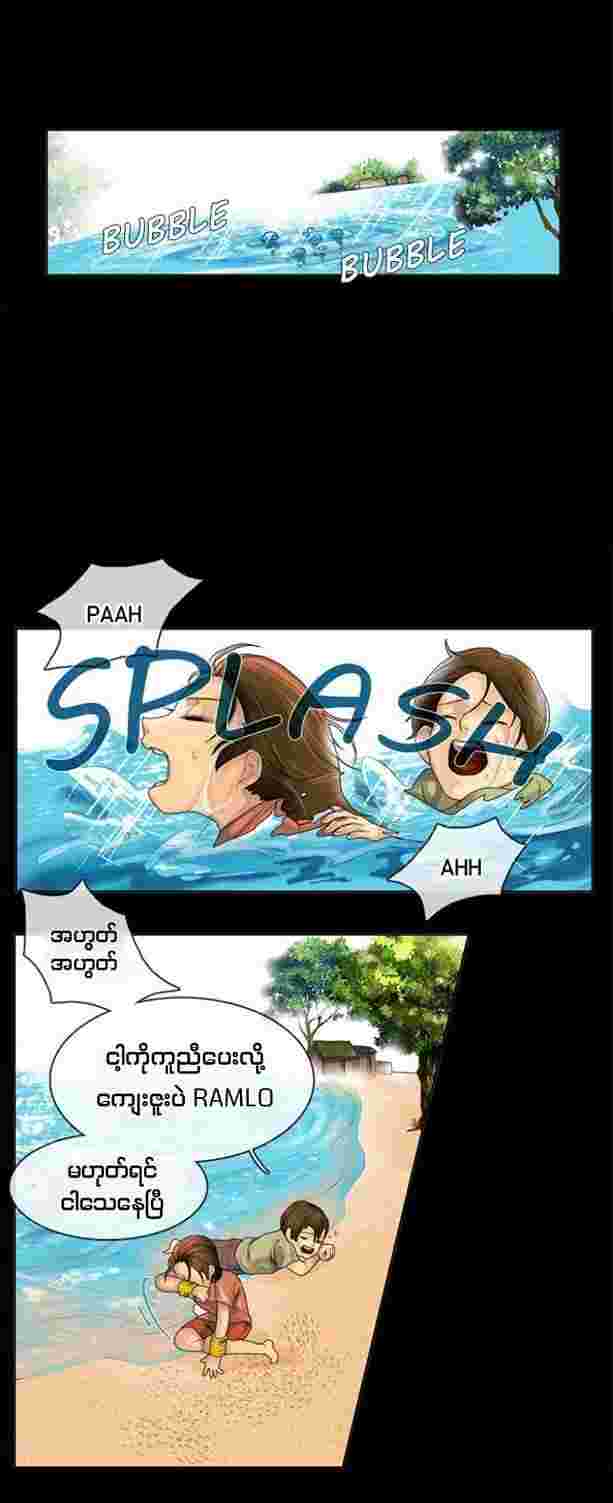 BUBBLE
BUBBLE
PAAH
SPLASH
AHH
အဟွတ်
အဟွတ်
ငါ့ကိုကူညီပေးလို့
ကျေးဇူးပဲ RAMLO
မဟုတ်ရင်
ငါသေနေပြီ